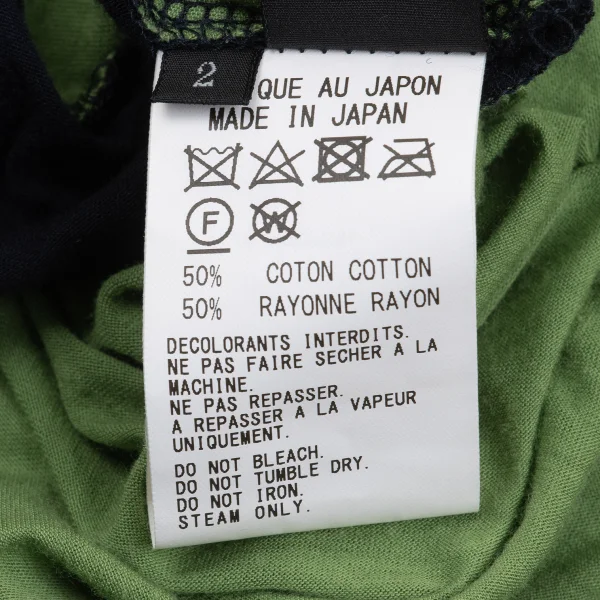 2
QUE AU JAPON
MADE IN JAPAN
F W
50% COTON COTTON
50% RAYONNE RAYON
DECOLORANTS INTERDITS.
NE PAS FAIRE SECHER A LA
MACHINE.
NE PAS REPASSER.
A REPASSER A LA VAPEUR
UNIQUEMENT.
DO NOT BLEACH.
DO NOT TUMBLE DRY.
DO NOT IRON.
STEAM ONLY.